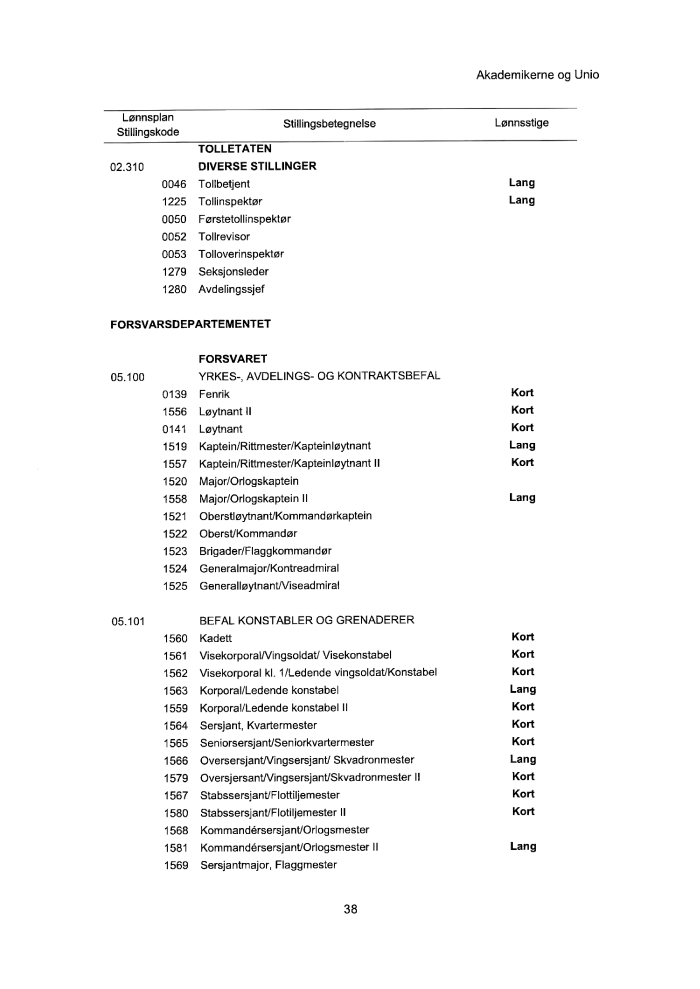 Akademikerne og Unio
Lønnsplan
Stillingskode Stillingsbetegnelse Lønnsstige
TOLLETATEN
02.310 DIVERSE STILLINGER
0046 Tollbetjent Lang
1225 Tollinspektør Lang
0050 Førstetollinspektør
0052 Tollrevisor
0053 Tolloverinspektør
1279 Seksjonsleder
1280 Avdelingssjef
FORSVARSDEPARTEMENTET
FORSVARET
05.100 YRKES-, AVDELINGS- OG KONTRAKTSBEFAL
0139 Fenrik Kort
1556 Løytnant II Kort
0141 Løytnant Kort
1519 Kaptein/Rittmester/Kapteinløytnant Lang
1557 Kaptein/Rittmester/Kapteinløytnant II Kort
1520 Major/Orlogskaptein
1558 Major/Orlogskaptein II Lang
1521 Oberstløytnant/Kommandørkaptein
1522 Oberst/Kommandør
1523 Brigader/Flaggkommandør
1524 Generalmajor/Kontreadmiral
1525 Generalløytnant/Viseadmiral
05.101 BEFAL KONSTABLER OG GRENADERER
1560 Kadett Kort
1561 Visekorporal/Vingsoldat/ Visekonstabel Kort
1562 Visekorporal kl. 1/Ledende vingsoldat/Konstabel Kort
1563 Korporal/Ledende konstabel Lang
1559 Korporal/Ledende konstabel II Kort
1564 Sersjant, Kvartermester Kort
1565 Seniorsersjant/Seniorkvartermester Kort
1566 Oversersjant/Vingsersjant/ Skvadronmester Lang
1579 Oversjersant/Vingsersjant/Skvadronmester II Kort
1567 Stabssersjant/Flottiljemester Kort
1580 Stabssersjant/Flotiljemester II Kort
1568 Kommandérsersjant/Orlogsmester
1581 Kommandérsersjant/Orlogsmester II Lang
1569 Sersjantmajor, Flaggmester
38